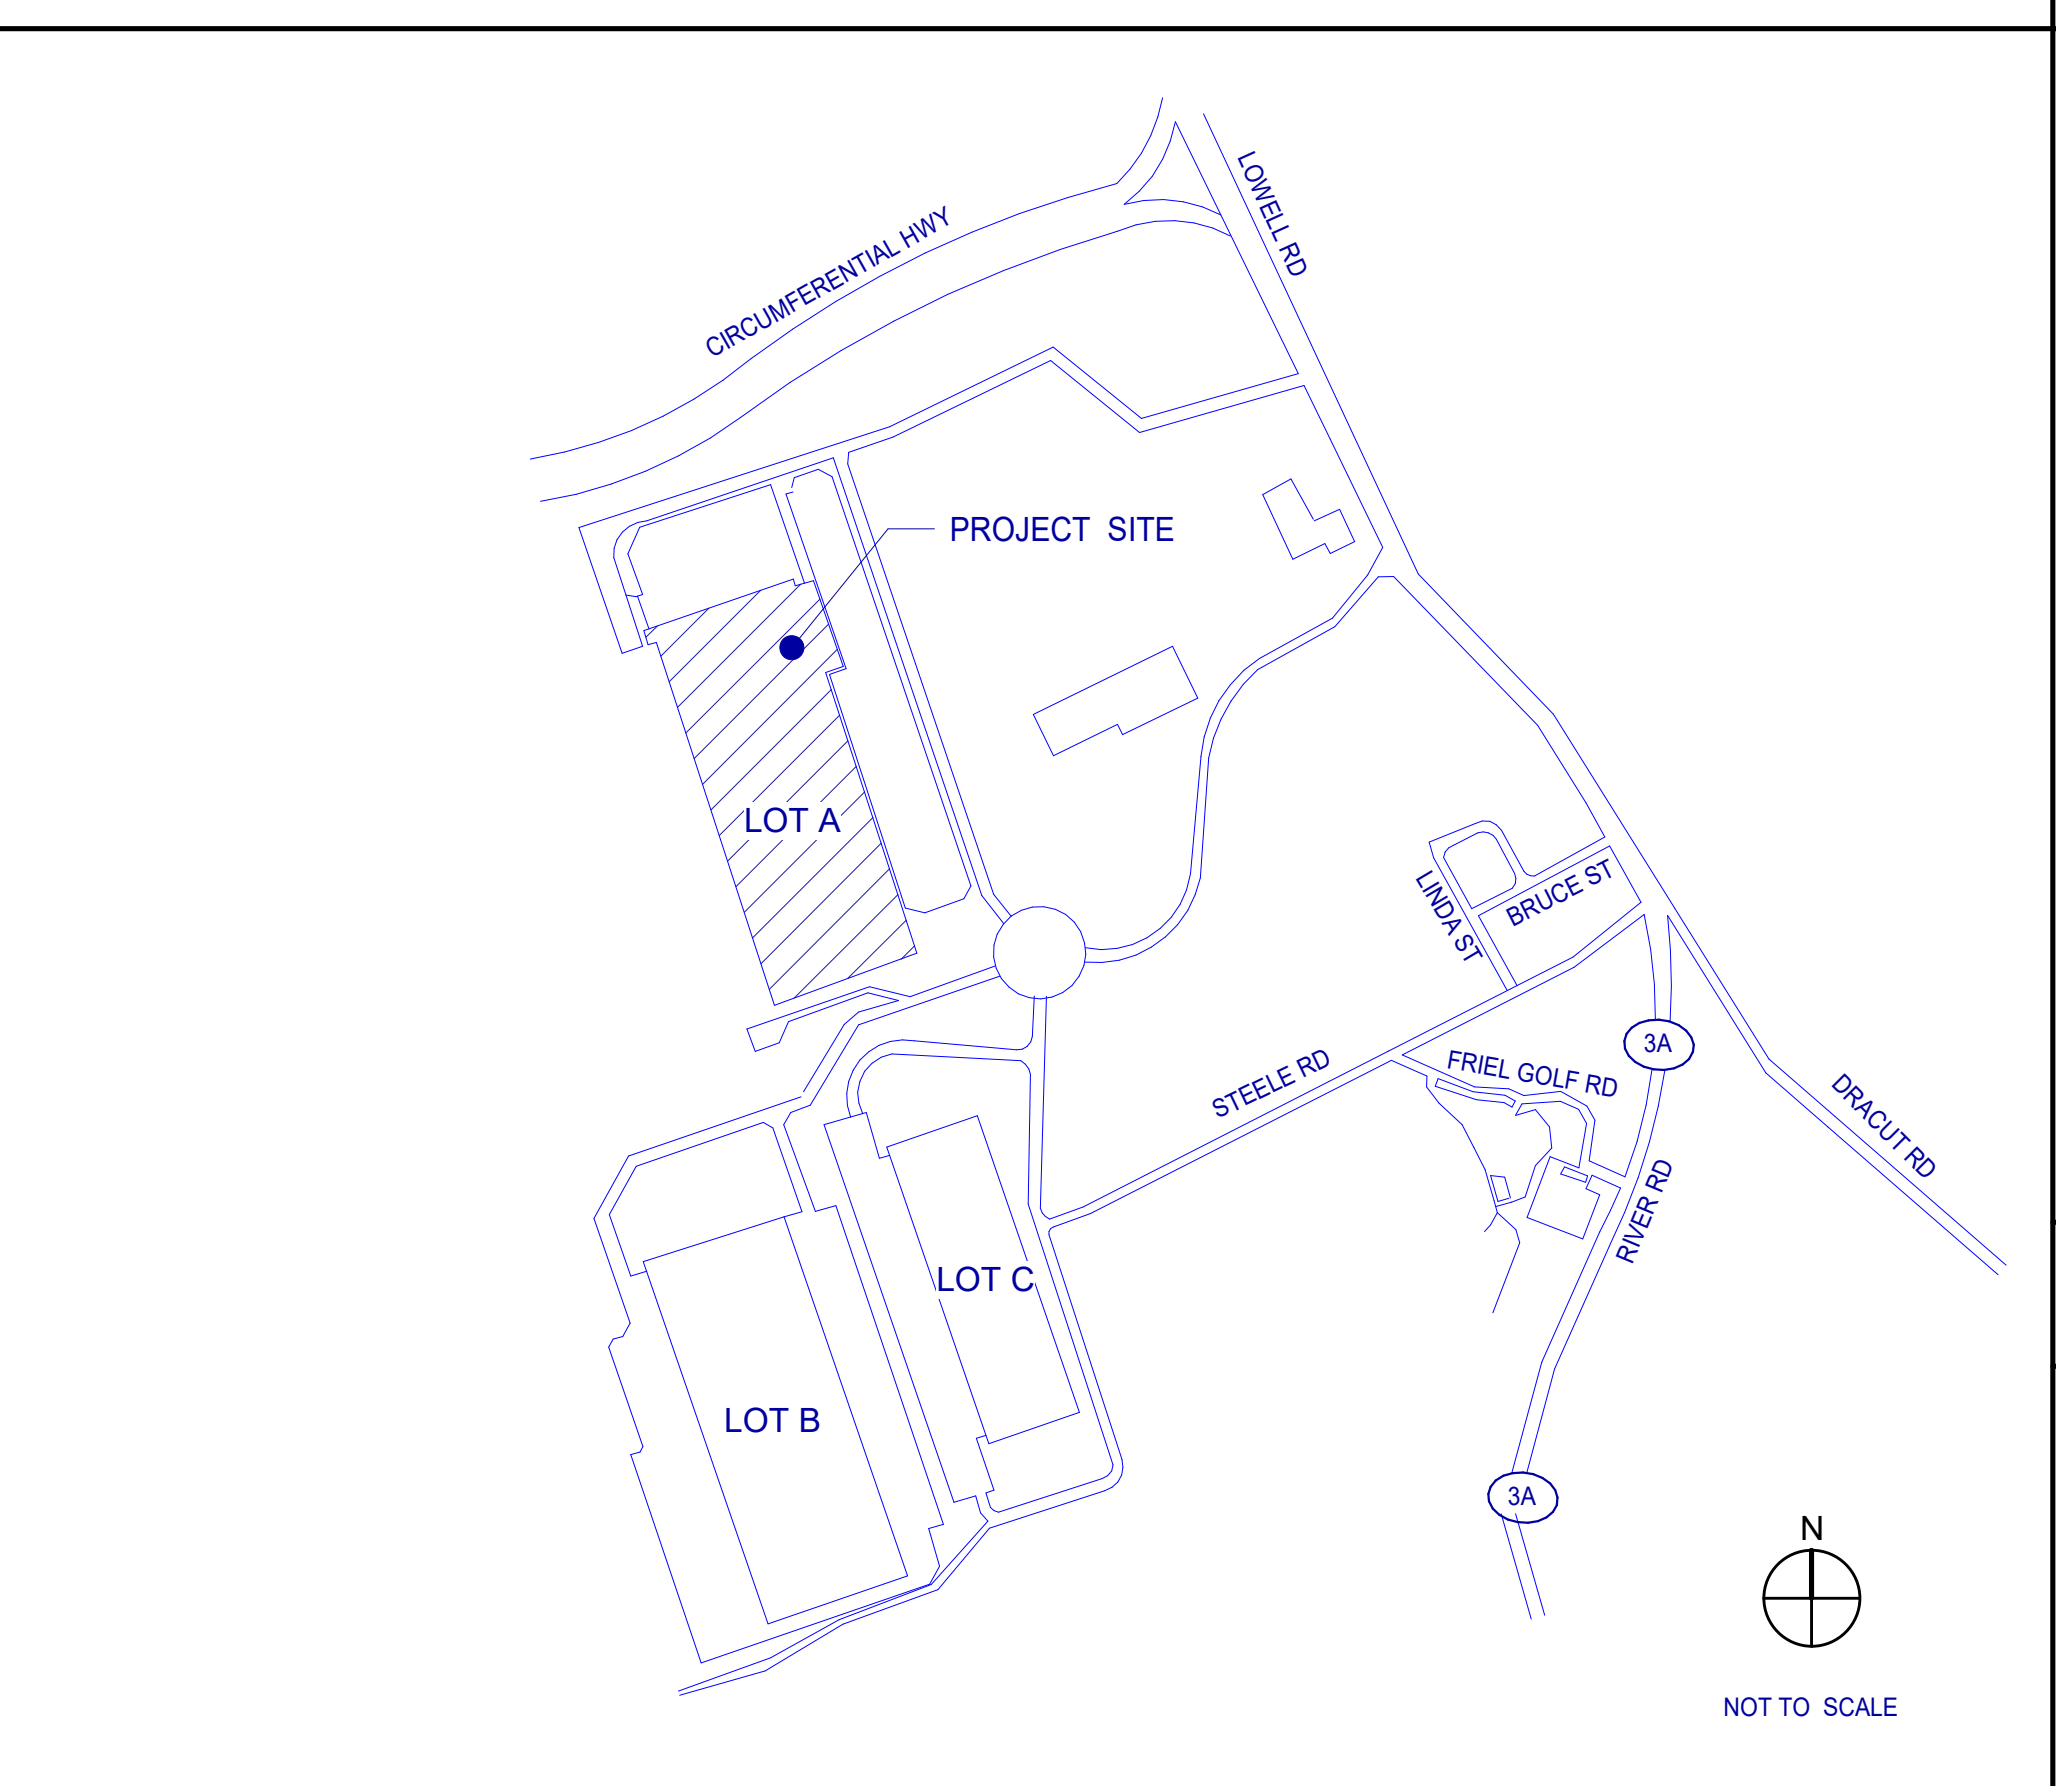 LOWELL RD
CIRCUMFERENTIAL HWY
PROJECT SITE
LOT A
LINDA ST
BRUCE ST
3A
STEELE RD
FRIEL GOLF RD
DRACUT RD
RIVER RD
LOT C
LOT B
3A
N
NOT TO SCALE